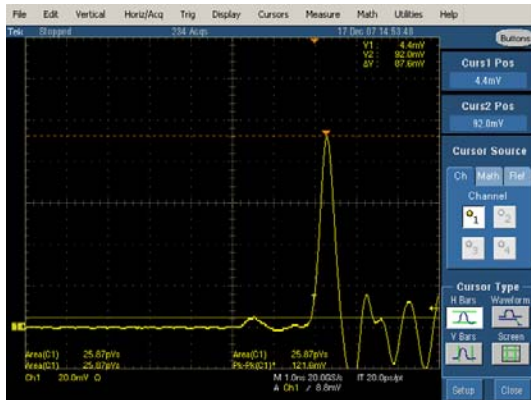 File Edit Vertical Horiz/Acq Trig Display Cursors Measure Math Utilities Help
Tek Stopped 234 Acqs 17 Dec 07 14:53:48
Buttons
V1: 4.4mV
V2: 92.0mV
ΔV: 87.6mV
Curs1 Pos
4.4mV
Curs2 Pos
92.0mV
Cursor Source
Ch Math Ref
Channel
1 2
3 4
Cursor Type
H Bars Waveform
V Bars Screen
Setup Close
Area(C1) 25.87pVs Area(C1) 25.87pVs
Area(C1) 25.87pVs Pk-Pk(C1)* 121.6mV
Ch1 20.0mV Ω M 1.0ns 20.0GS/s IT 20.0ps/pt
A Ch1 / 8.8mV